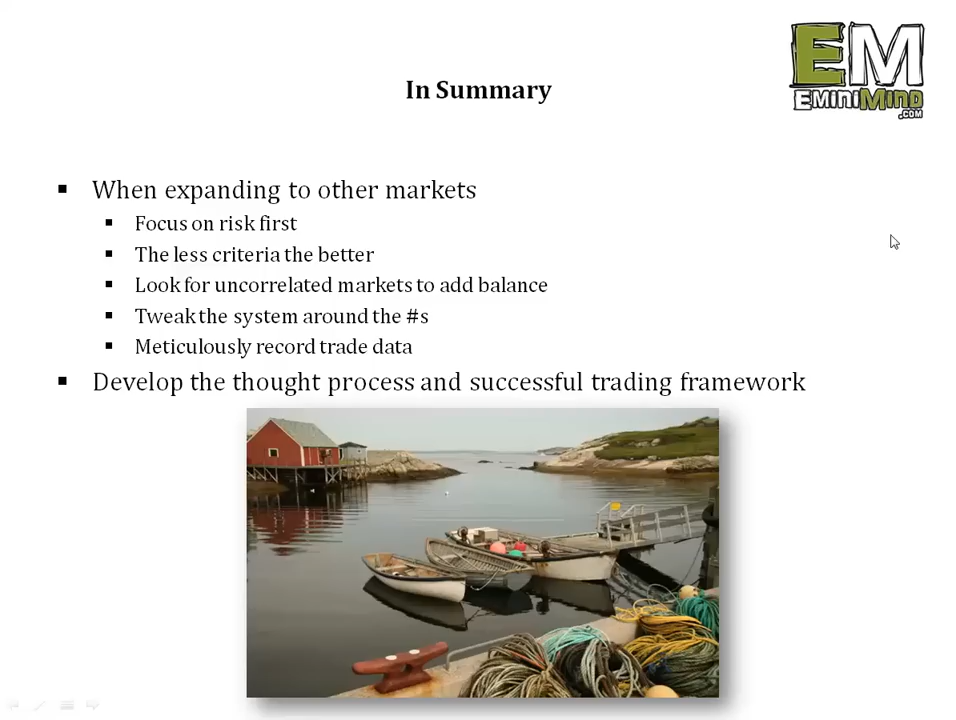 EM
EMiniMind
.COM
In Summary
When expanding to other markets
Focus on risk first
The less criteria the better
Look for uncorrelated markets to add balance
Tweak the system around the #s
Meticulously record trade data
Develop the thought process and successful trading framework